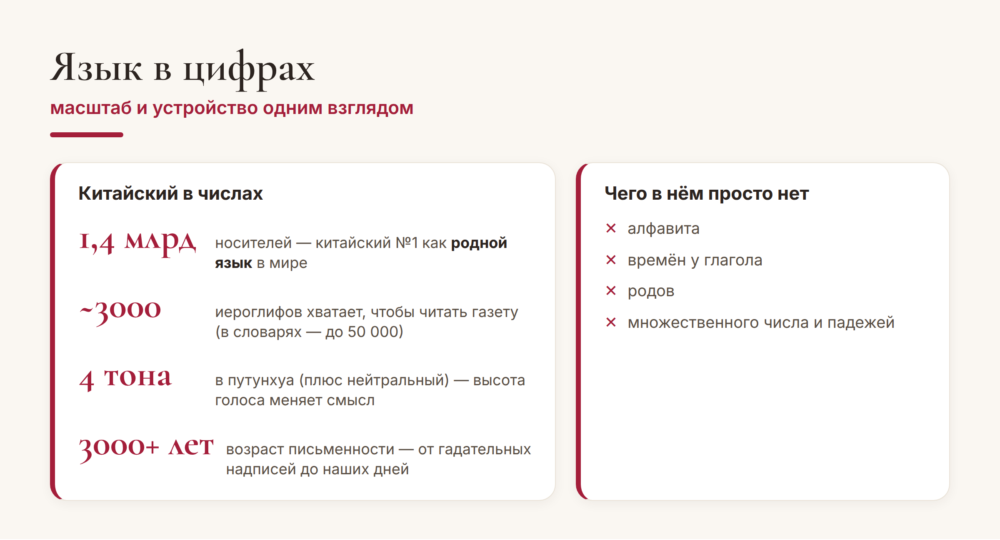 Язык в цифрах
масштаб и устройство одним взглядом
Китайский в числах
1,4 млрд носителей — китайский №1 как родной
язык в мире
~3000 иероглифов хватает, чтобы читать газету
(в словарях — до 50 000)
4 тона в путунхуа (плюс нейтральный) — высота
голоса меняет смысл
3000+ лет возраст письменности — от гадательных
надписей до наших дней
Чего в нём просто нет
✕ алфавита
✕ времён у глагола
✕ родов
✕ множественного числа и падежей